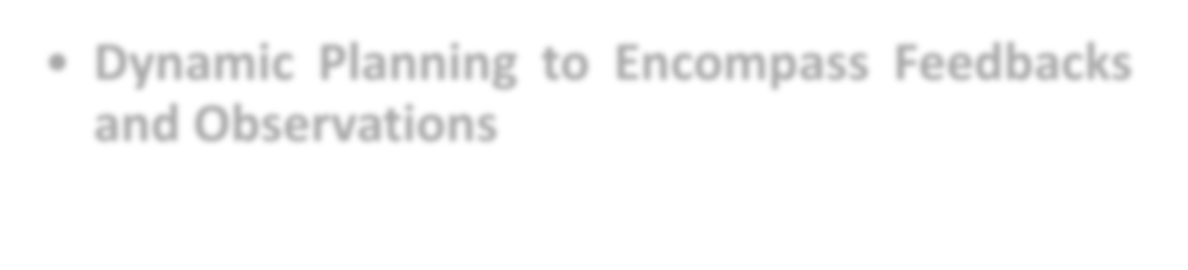 • Dynamic Planning to Encompass Feedbacks
and Observations